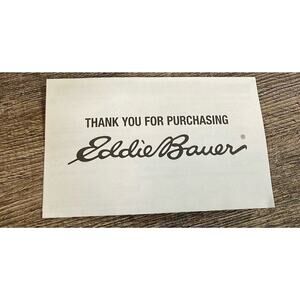 THANK YOU FOR PURCHASING
Eddie Bauer®